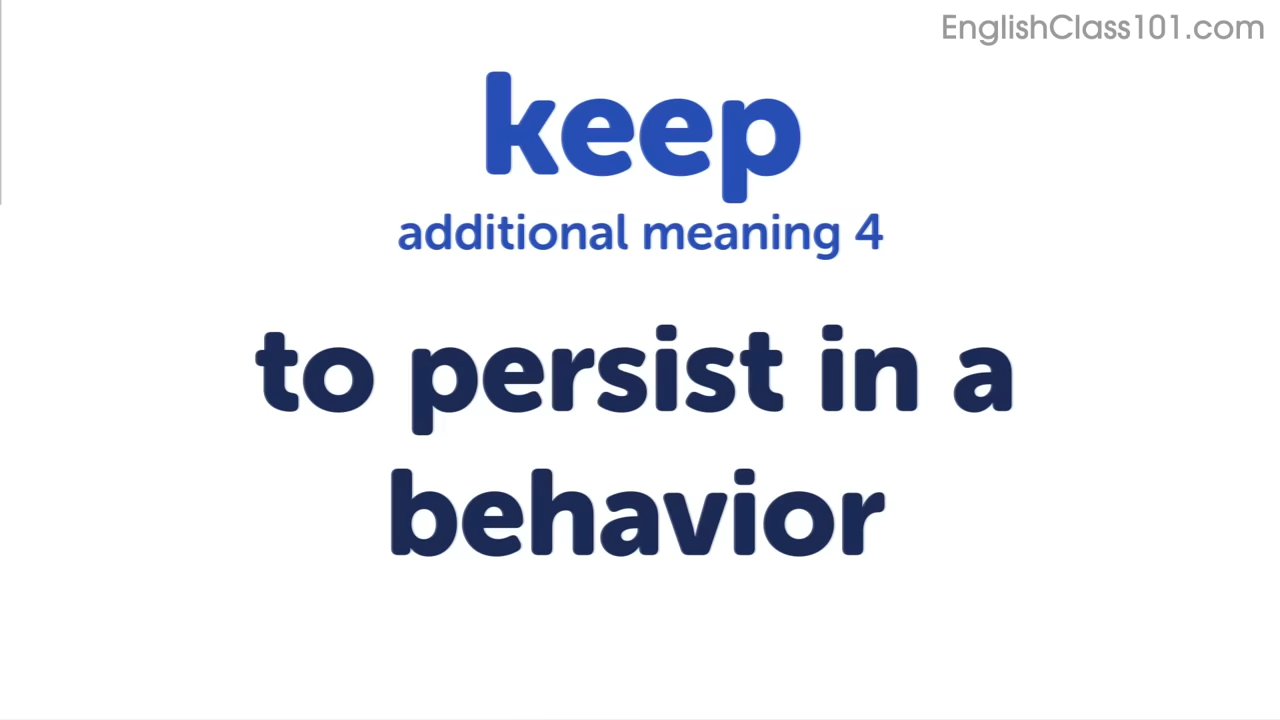 EnglishClass101.com
keep
additional meaning 4
to persist in a
behavior